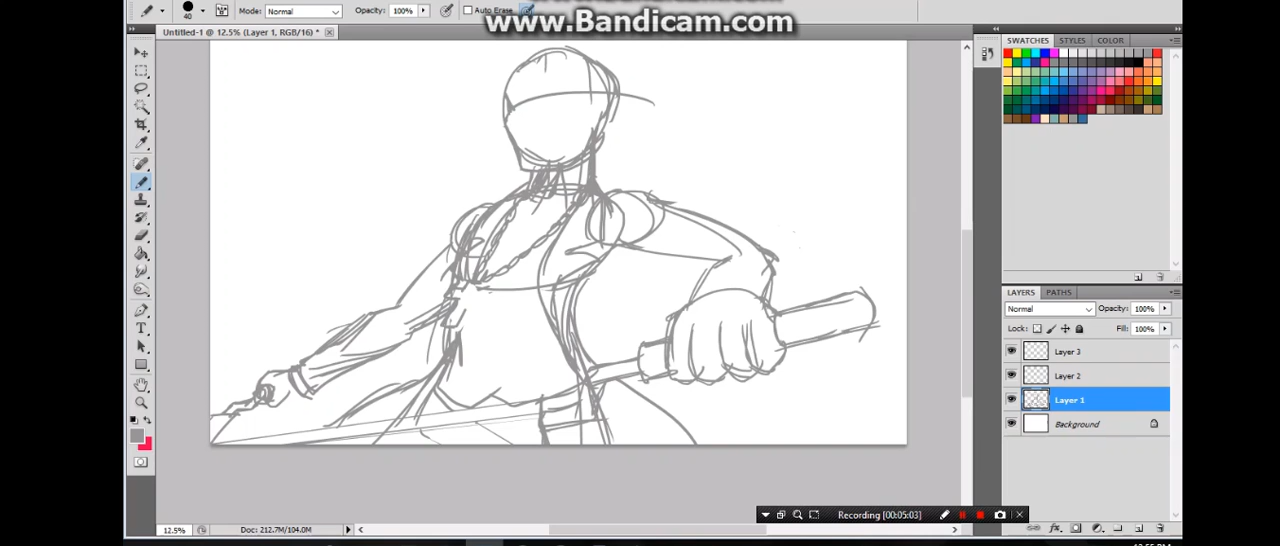 www.Bandicam.com
40
Mode: Normal
Opacity: 100%
Auto Erase
Untitled-1 @ 12.5% (Layer 1, RGB/16) *
SWATCHES STYLES COLOR
LAYERS PATHS
Normal
Opacity: 100%
Lock:
Fill: 100%
Layer 3
Layer 2
Layer 1
Background
T
fx
12.5%
Doc: 212.7M/104.0M
Recording [00:05:03]